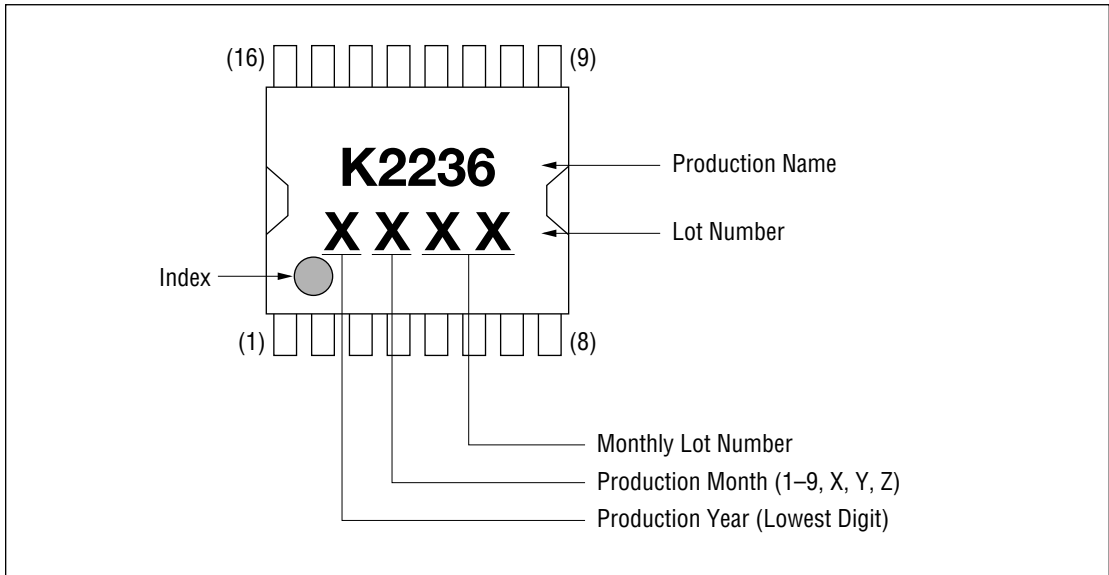 (16)
(9)
K2236
Production Name
X X X X
Lot Number
Index
(1)
(8)
Monthly Lot Number
Production Month (1–9, X, Y, Z)
Production Year (Lowest Digit)